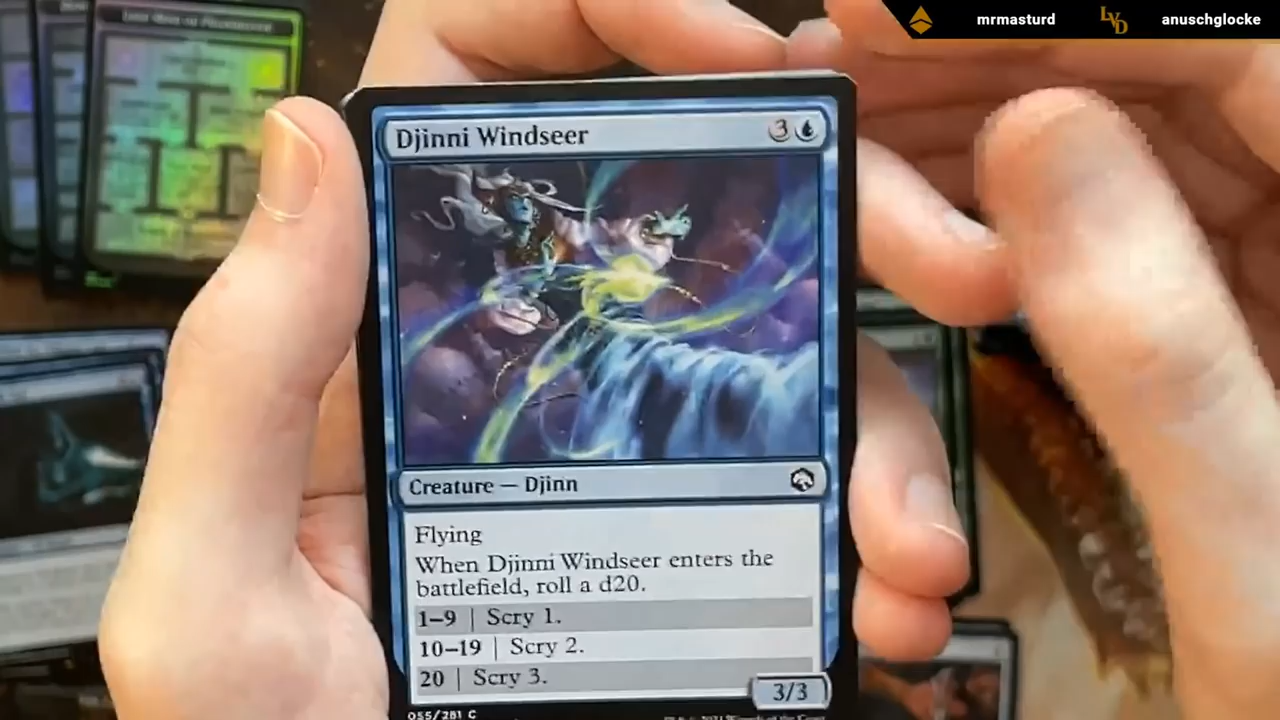 mrmasturd LVD anuschglocke
Djinni Windseer 3
Creature — Djinn
Flying
When Djinni Windseer enters the
battlefield, roll a d20.
1–9 | Scry 1.
10–19 | Scry 2.
20 | Scry 3.
3/3
055/281 C